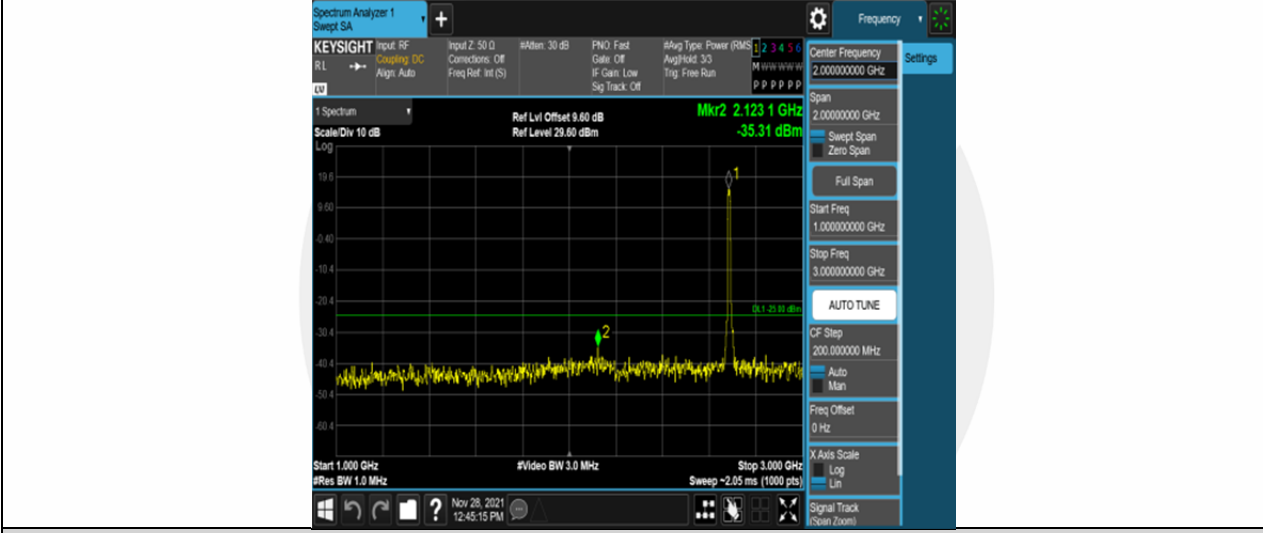 Spectrum Analyzer 1
Swept SA
+
Frequency
KEYSIGHT
RL
LXI
Input: RF
Coupling: DC
Align: Auto
Input Z: 50 Ω
Corrections: Off
Freq Ref: Int (S)
#Atten: 30 dB
PNO: Fast
Gate: Off
IF Gain: Low
Sig Track: Off
#Avg Type: Power (RMS
Avg|Hold: 3/3
Trig: Free Run
1 2 3 4 5 6
M W W W W W
P P P P P P
1 Spectrum
Scale/Div 10 dB
Ref Lvl Offset 9.60 dB
Ref Level 29.60 dBm
Mkr2 2.123 1 GHz
-35.31 dBm
Log
19.6
9.60
-0.40
-10.4
-20.4
-30.4
-40.4
-50.4
-60.4
1
DL1 -25.00 dBm
2
Start 1.000 GHz
#Res BW 1.0 MHz
#Video BW 3.0 MHz
Stop 3.000 GHz
Sweep ~2.05 ms (1000 pts)
Center Frequency
2.000000000 GHz
Settings
Span
2.00000000 GHz
Swept Span
Zero Span
Full Span
Start Freq
1.000000000 GHz
Stop Freq
3.000000000 GHz
AUTO TUNE
CF Step
200.000000 MHz
Auto
Man
Freq Offset
0 Hz
X Axis Scale
Log
Lin
Signal Track
(Span Zoom)
?
Nov 28, 2021
12:45:15 PM